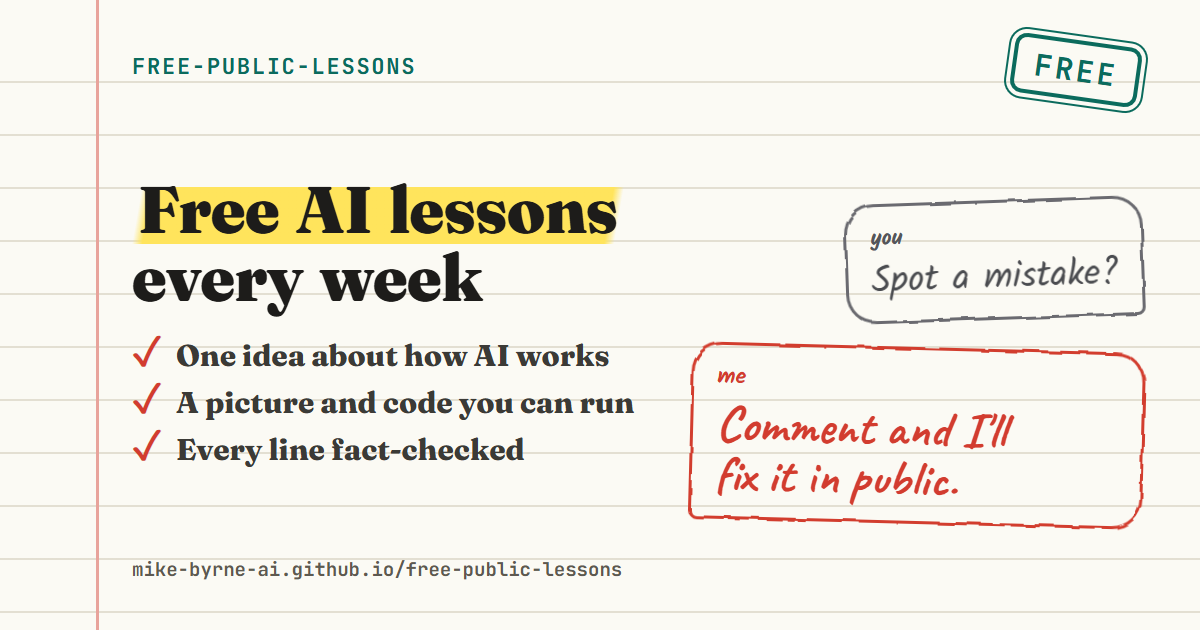 FREE-PUBLIC-LESSONS
FREE
Free AI lessons
every week
✓ One idea about how AI works
✓ A picture and code you can run
✓ Every line fact-checked
you
Spot a mistake?
me
Comment and I'll
fix it in public.
mike-byrne-ai.github.io/free-public-lessons